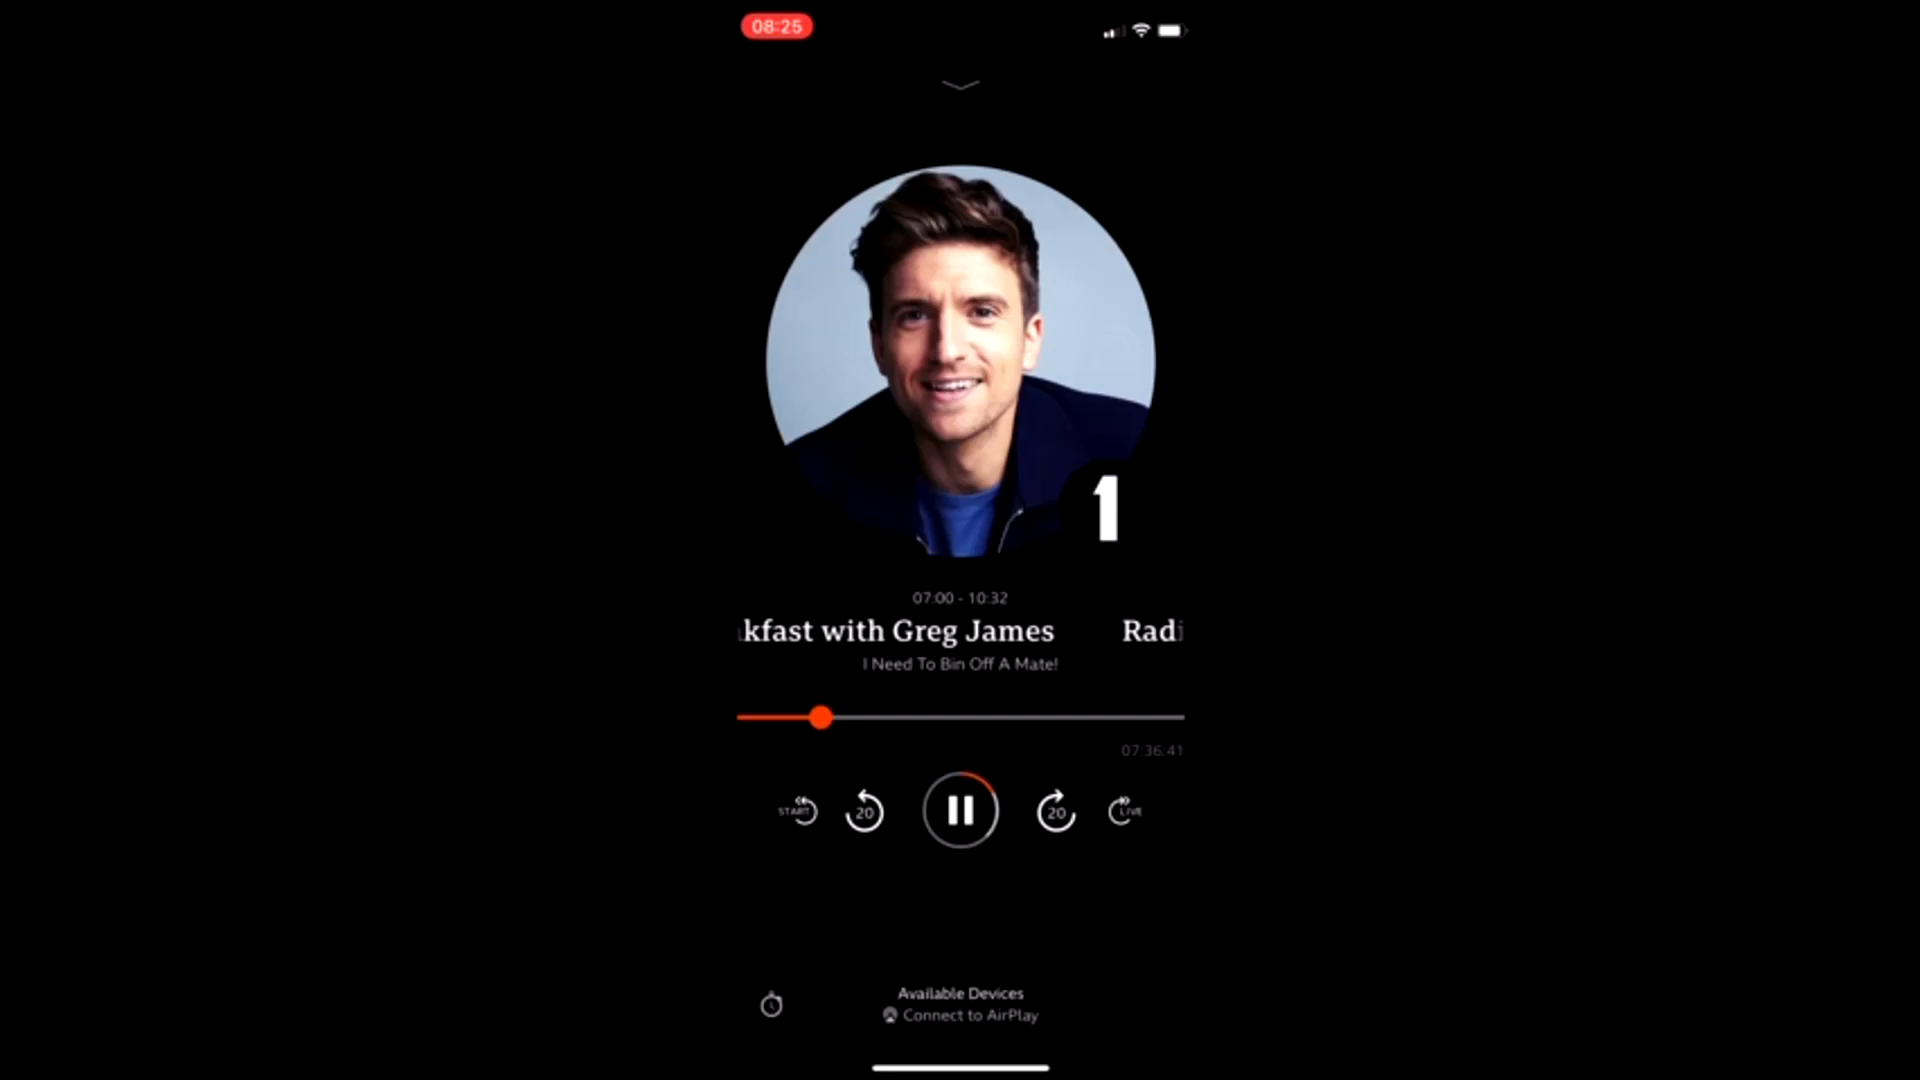 08:25
1
07:00 - 10:32
kfast with Greg James Radi
I Need To Bin Off A Mate!
07:36:41
START 20 20 LIVE
Available Devices
Connect to AirPlay